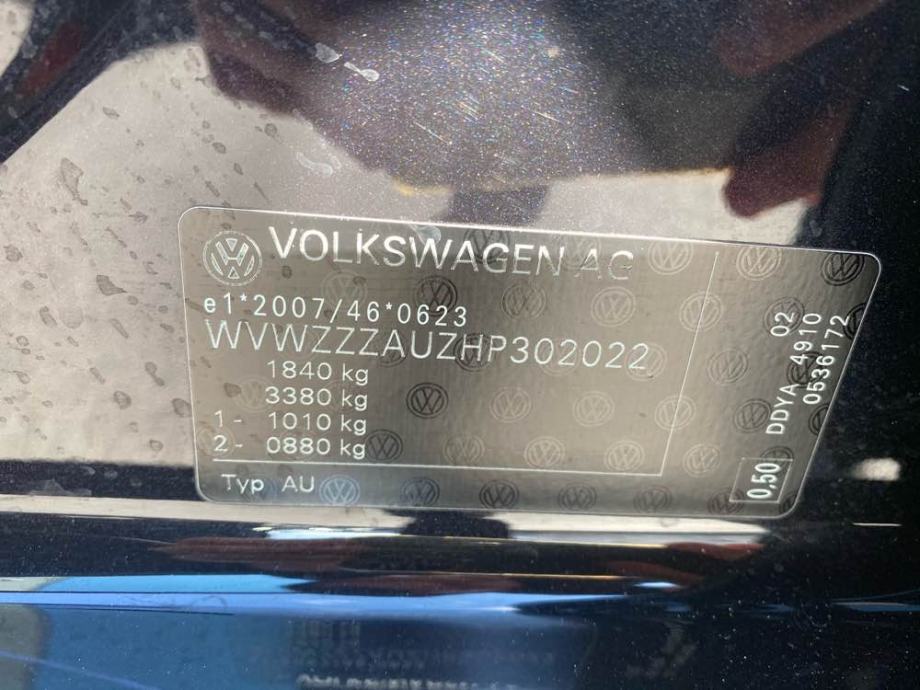 VOLKSWAGEN AG
e1*2007/46*0623
WVWZZZAUZHP302022
1840 kg
3380 kg
1- 1010 kg
2- 0880 kg
Typ AU
02
DDYA-4910
0536172
0,50